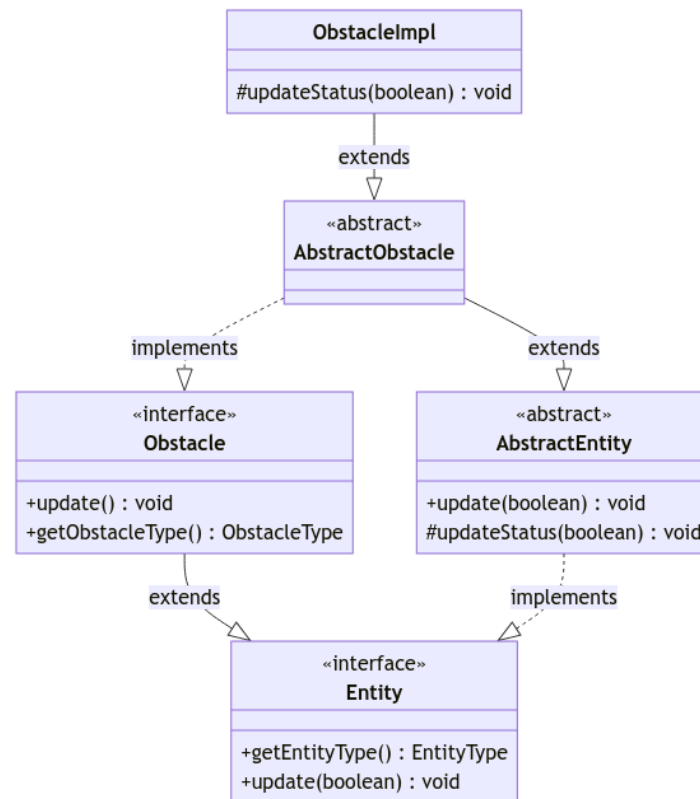 ObstacleImpl
#updateStatus(boolean) : void
extends
«abstract»
AbstractObstacle
implements
extends
«interface»
Obstacle
+update() : void
+getObstacleType() : ObstacleType
«abstract»
AbstractEntity
+update(boolean) : void
#updateStatus(boolean) : void
extends
implements
«interface»
Entity
+getEntityType() : EntityType
+update(boolean) : void